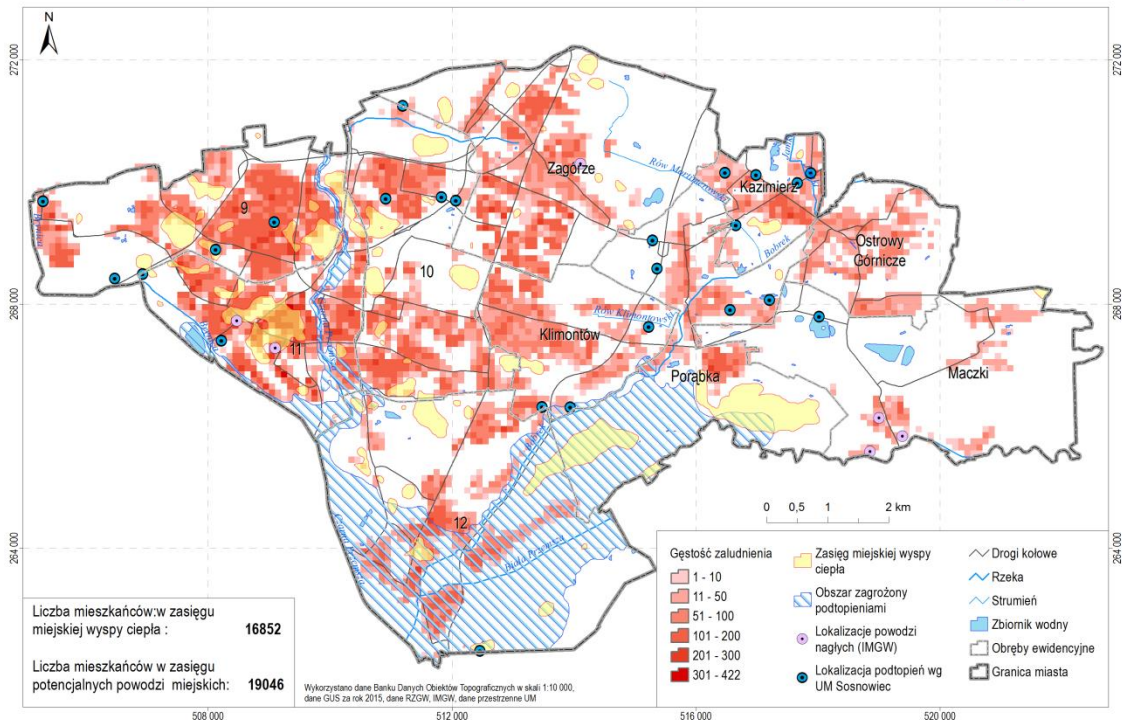 N
508 000
512 000
516 000
520 000
272 000
272 000
268 000
268 000
264 000
264 000
Zagórze
Rów Mortimerowski
Kazimierz
9
Bobrek
Ostrowy
Górnicze
10
Rów Klimontowski
Klimontów
11
Porąbka
Maczki
Bobrek
12
Biała Przemsza
Czarna Przemsza
0 0,5 1 2 km
Gęstość zaludnienia
1 - 10
11 - 50
51 - 100
101 - 200
201 - 300
301 - 422
Zasięg miejskiej wyspy
ciepła
Obszar zagrożony
podtopieniami
Lokalizacje powodzi
nagłych (IMGW)
Lokalizacja podtopień wg
UM Sosnowiec
Drogi kołowe
Rzeka
Strumień
Zbiornik wodny
Obręby ewidencyjne
Granica miasta
Liczba mieszkańców:w zasięgu
miejskiej wyspy ciepła : 16852
Liczba mieszkańców w zasięgu
potencjalnych powodzi miejskich: 19046
Wykorzystano dane Banku Danych Obiektów Topograficznych w skali 1:10 000,
dane GUS za rok 2015, dane RZGW, IMGW, dane przestrzenne UM